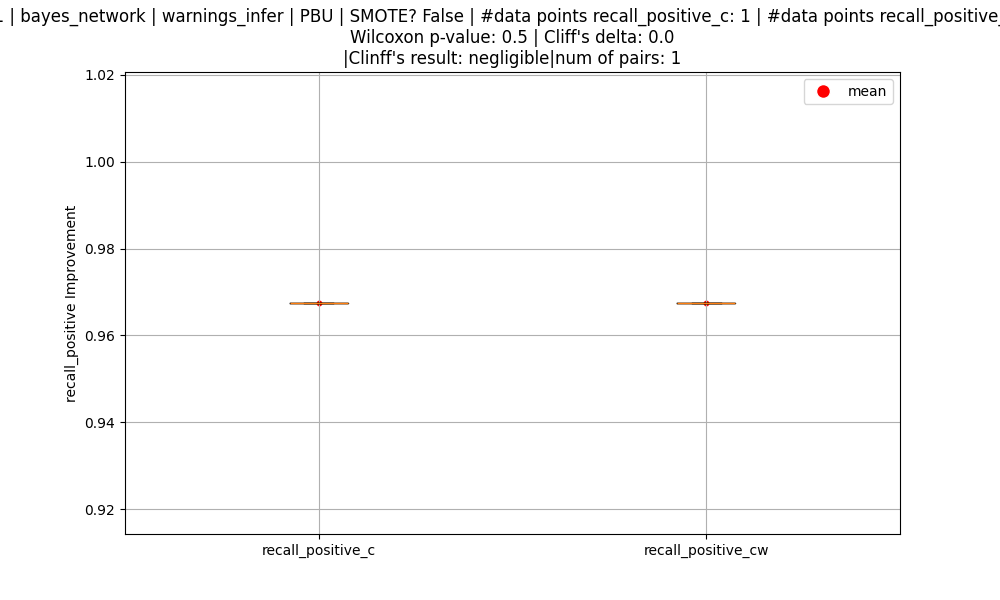 | bayes_network | warnings_infer | PBU | SMOTE? False | #data points recall_positive_c: 1 | #data points recall_positive_
Wilcoxon p-value: 0.5 | Cliff's delta: 0.0
|Clinff's result: negligible|num of pairs: 1
mean
1.02
1.00
0.98
0.96
0.94
0.92
recall_positive Improvement
recall_positive_c
recall_positive_cw